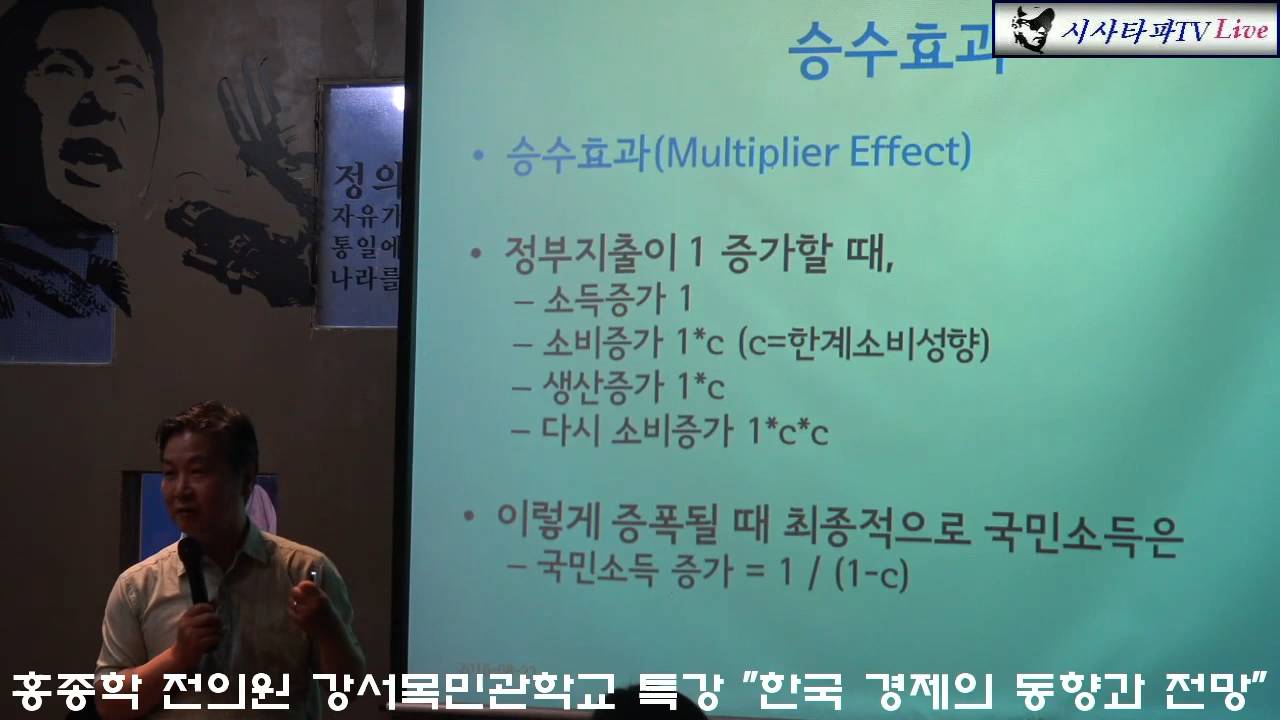 시사타파TV Live
승수효과
• 승수효과(Multiplier Effect)
• 정부지출이 1 증가할 때,
– 소득증가 1
– 소비증가 1*c (c=한계소비성향)
– 생산증가 1*c
– 다시 소비증가 1*c*c
• 이렇게 증폭될 때 최종적으로 국민소득은
– 국민소득 증가 = 1 / (1-c)
정의
자유가
통일에
나라를
홍종학 전의원 강서목민관학교 특강 "한국 경제의 동향과 전망"